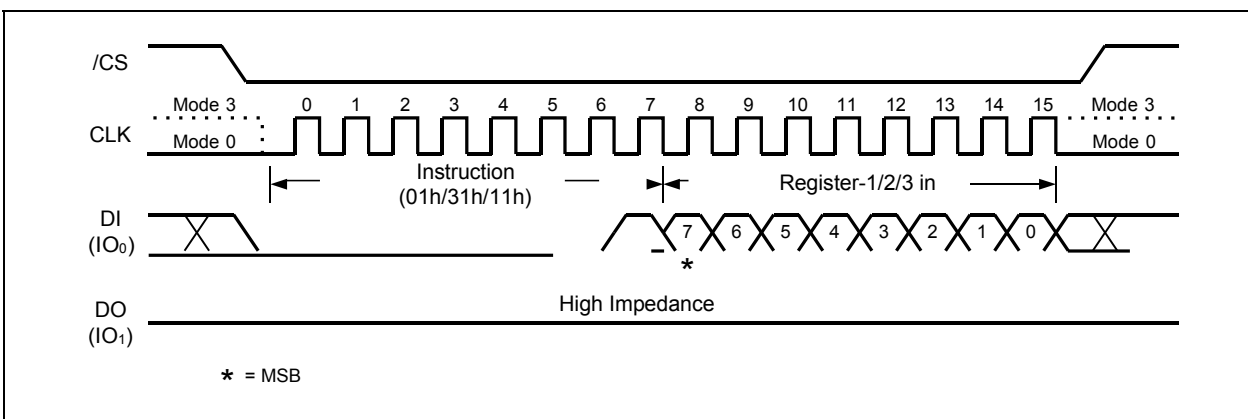 /CS
Mode 3 0 1 2 3 4 5 6 7 8 9 10 11 12 13 14 15 Mode 3
CLK
Mode 0 Mode 0
Instruction
(01h/31h/11h)
Register-1/2/3 in
DI
(IO₀)
7 6 5 4 3 2 1 0
*
High Impedance
DO
(IO₁)
* = MSB